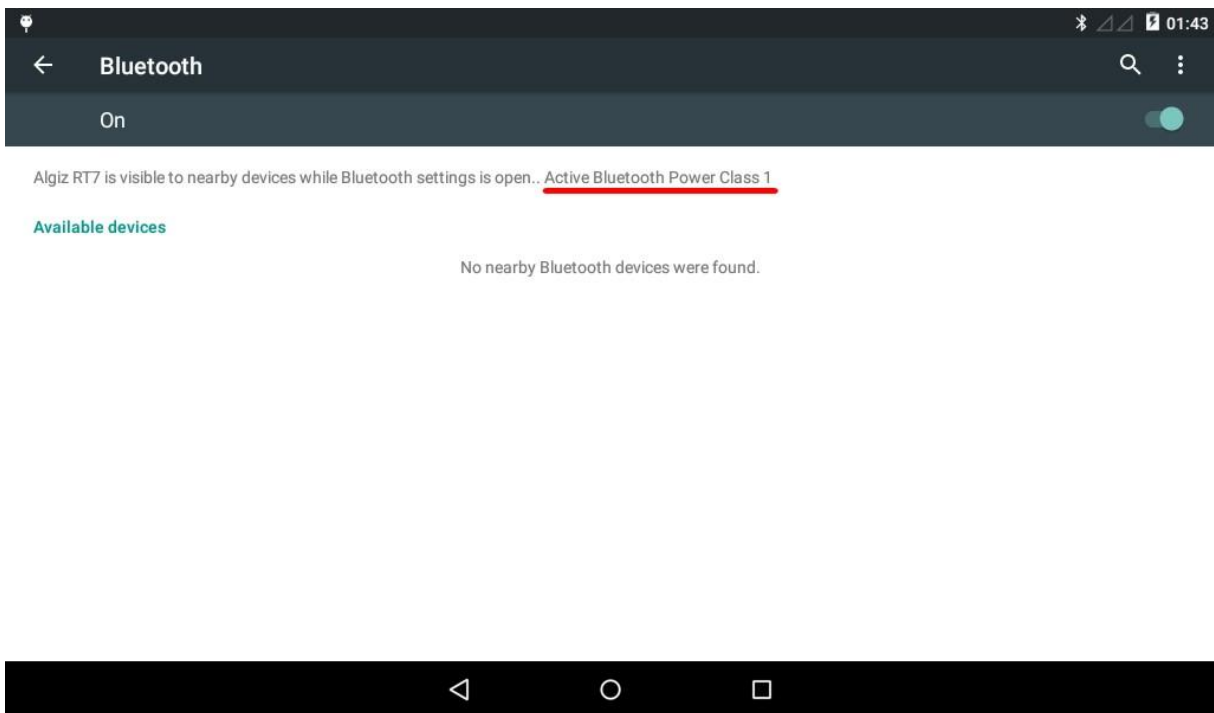 01:43
Bluetooth
On
Algiz RT7 is visible to nearby devices while Bluetooth settings is open.. Active Bluetooth Power Class 1
Available devices
No nearby Bluetooth devices were found.